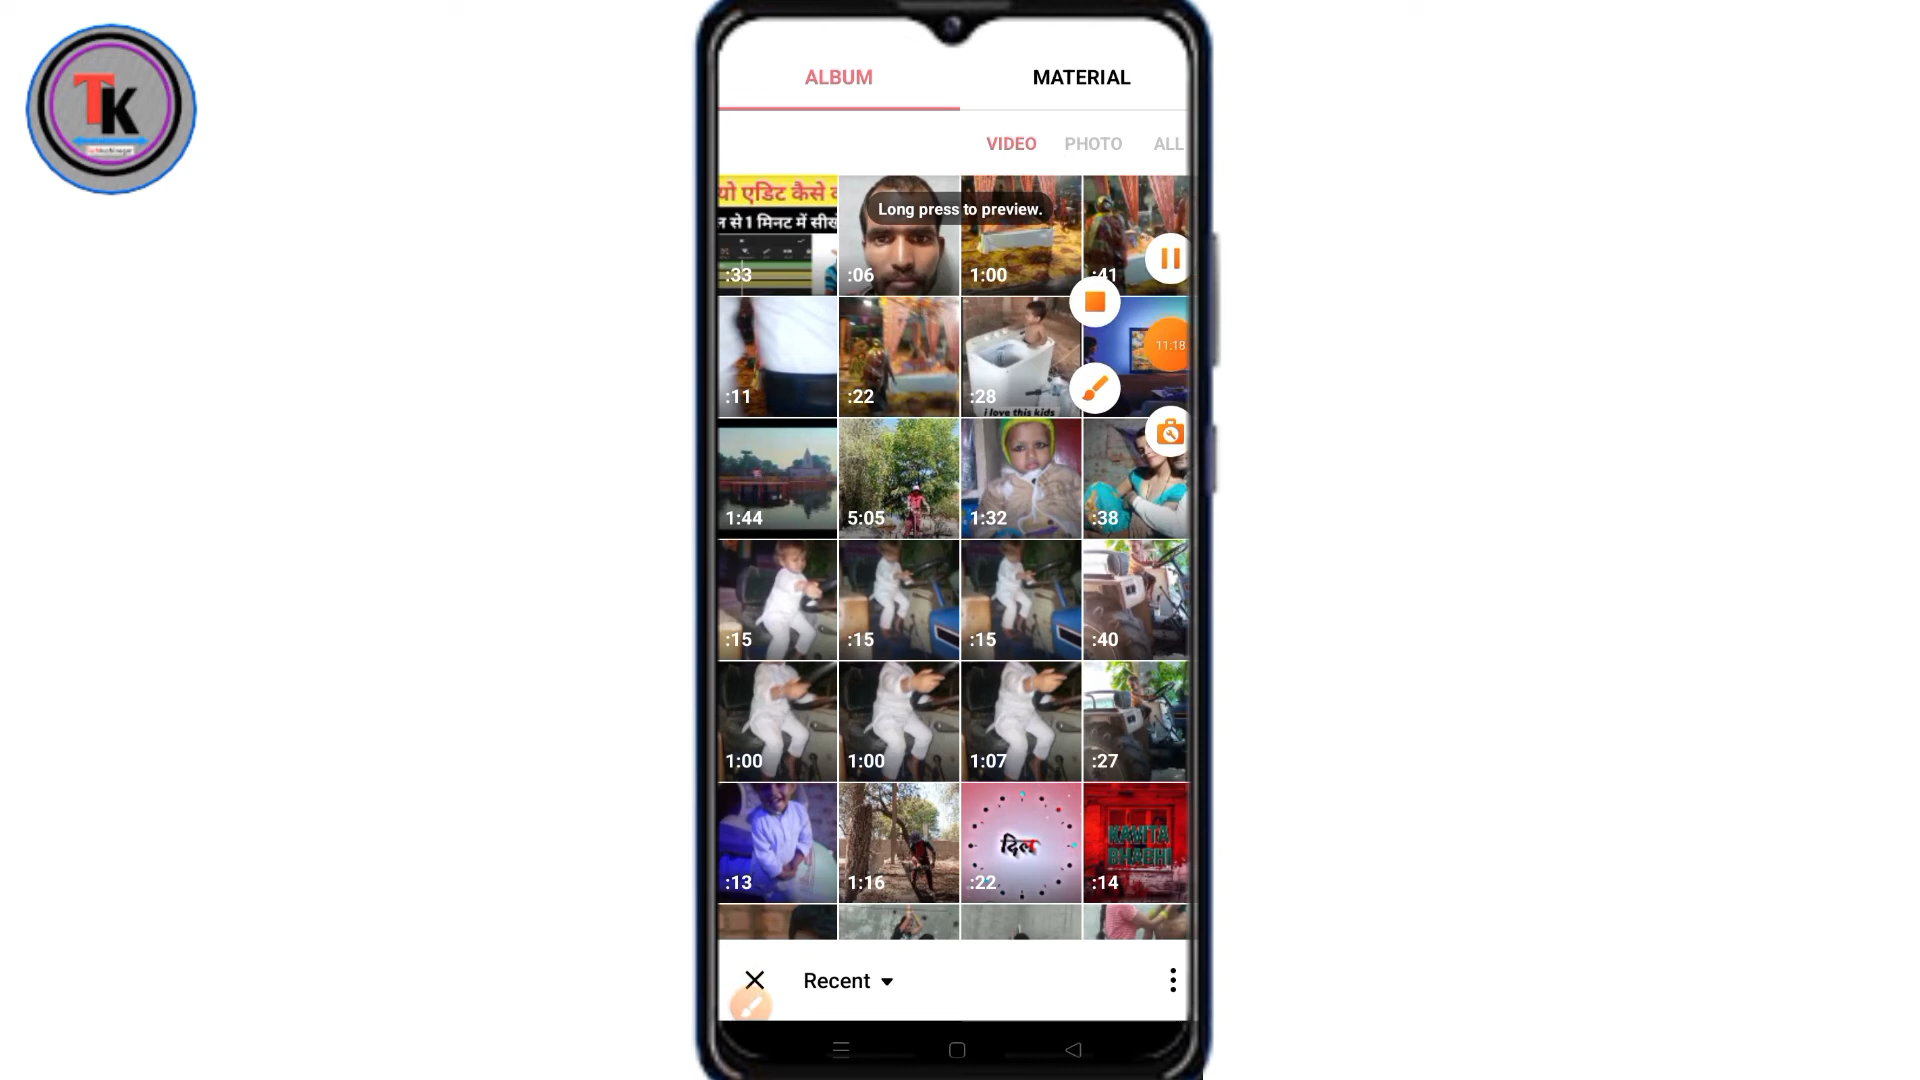 TK
ALBUM
MATERIAL
VIDEO
PHOTO
ALL
यो एडिट कैसे
से 1 मिनट में सीखें
Long press to preview.
:33
:06
1:00
:41
:11
:22
:28
i love this kids
11:18
1:44
5:05
1:32
:38
:15
:15
:15
:40
1:00
1:00
1:07
:27
:13
1:16
दिल
:22
KAVITA
BHABHI
:14
Recent